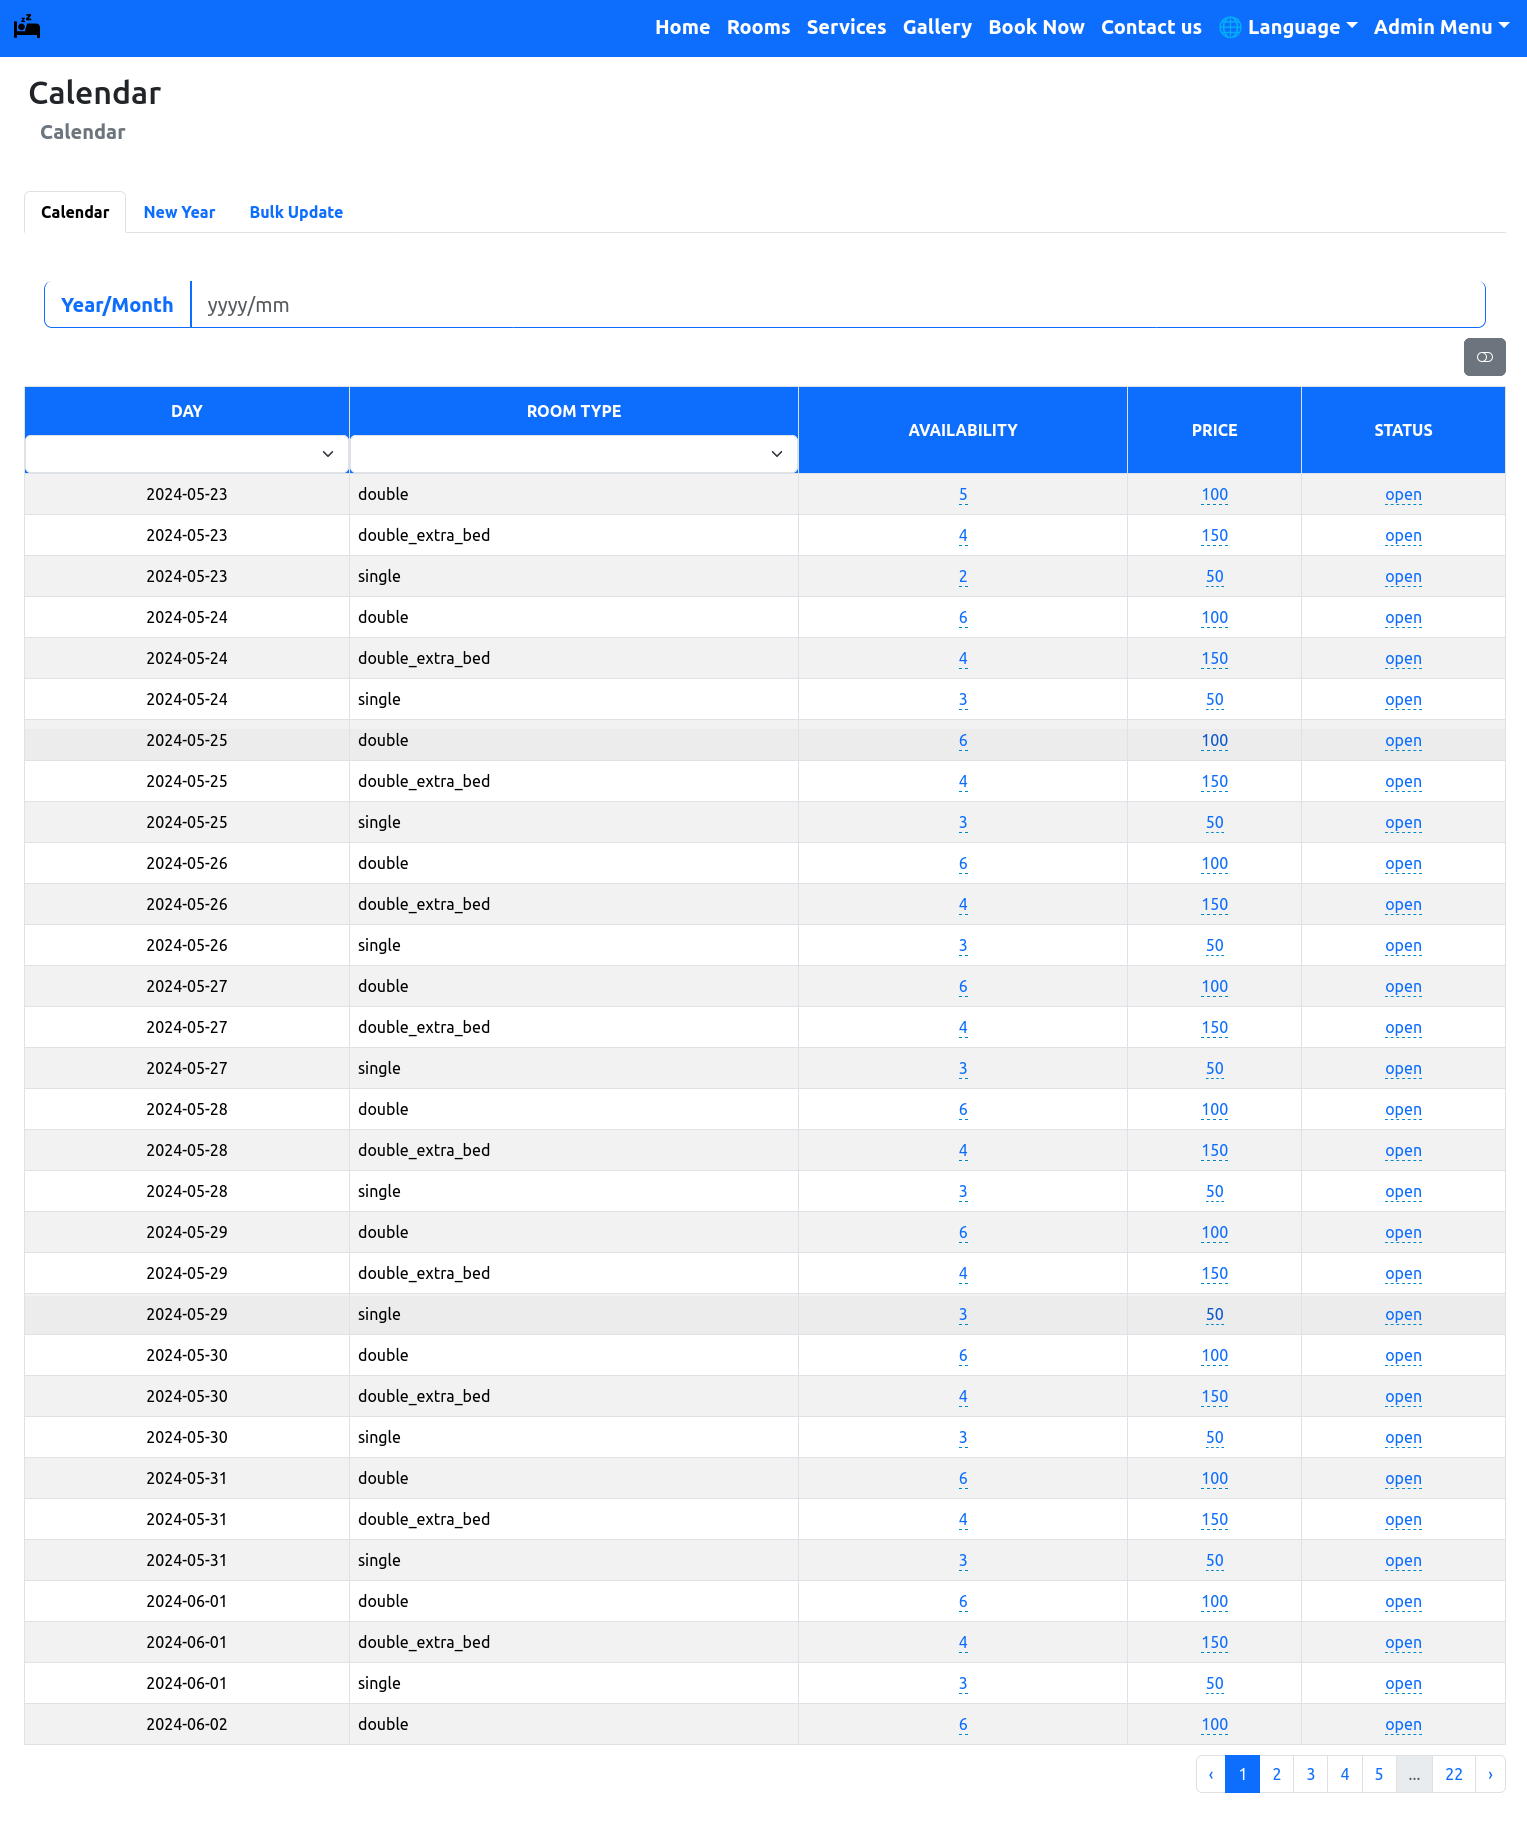 Home Rooms Services Gallery Book Now Contact us 🌐 Language Admin Menu
Calendar
Calendar
Calendar New Year Bulk Update
Year/Month yyyy/mm
DAY ROOM TYPE AVAILABILITY PRICE STATUS
2024-05-23 double 5 100 open
2024-05-23 double_extra_bed 4 150 open
2024-05-23 single 2 50 open
2024-05-24 double 6 100 open
2024-05-24 double_extra_bed 4 150 open
2024-05-24 single 3 50 open
2024-05-25 double 6 100 open
2024-05-25 double_extra_bed 4 150 open
2024-05-25 single 3 50 open
2024-05-26 double 6 100 open
2024-05-26 double_extra_bed 4 150 open
2024-05-26 single 3 50 open
2024-05-27 double 6 100 open
2024-05-27 double_extra_bed 4 150 open
2024-05-27 single 3 50 open
2024-05-28 double 6 100 open
2024-05-28 double_extra_bed 4 150 open
2024-05-28 single 3 50 open
2024-05-29 double 6 100 open
2024-05-29 double_extra_bed 4 150 open
2024-05-29 single 3 50 open
2024-05-30 double 6 100 open
2024-05-30 double_extra_bed 4 150 open
2024-05-30 single 3 50 open
2024-05-31 double 6 100 open
2024-05-31 double_extra_bed 4 150 open
2024-05-31 single 3 50 open
2024-06-01 double 6 100 open
2024-06-01 double_extra_bed 4 150 open
2024-06-01 single 3 50 open
2024-06-02 double 6 100 open
‹ 1 2 3 4 5 ... 22 ›